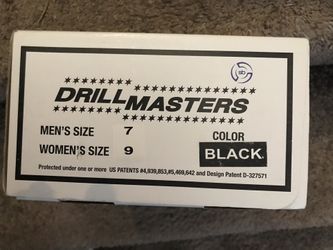 DRILLMASTERS
MEN'S SIZE 7 COLOR
WOMEN'S SIZE 9 BLACK
Protected under one or more US PATENTS #4,939,853,#5,469,642 and Design Patent D-327571